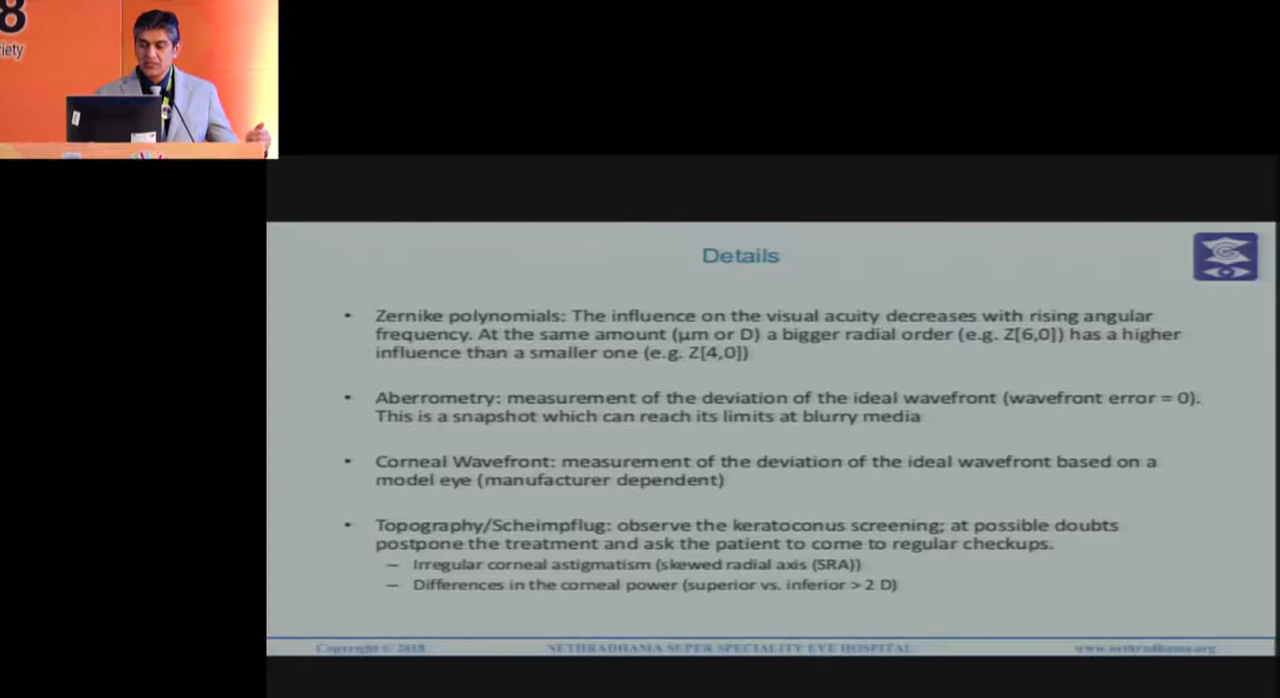 8
iety
Details
• Zernike polynomials: The influence on the visual acuity decreases with rising angular
frequency. At the same amount (µm or D) a bigger radial order (e.g. Z[6,0]) has a higher
influence than a smaller one (e.g. Z[4,0])
• Aberrometry: measurement of the deviation of the ideal wavefront (wavefront error = 0).
This is a snapshot which can reach its limits at blurry media
• Corneal Wavefront: measurement of the deviation of the ideal wavefront based on a
model eye (manufacturer dependent)
• Topography/Scheimpflug: observe the keratoconus screening; at possible doubts
postpone the treatment and ask the patient to come to regular checkups.
– Irregular corneal astigmatism (skewed radial axis (SRA))
– Differences in the corneal power (superior vs. inferior > 2 D)
Copyright © 2018 NETHRADHAMA SUPER SPECIALITY EYE HOSPITAL www.nethradhama.org